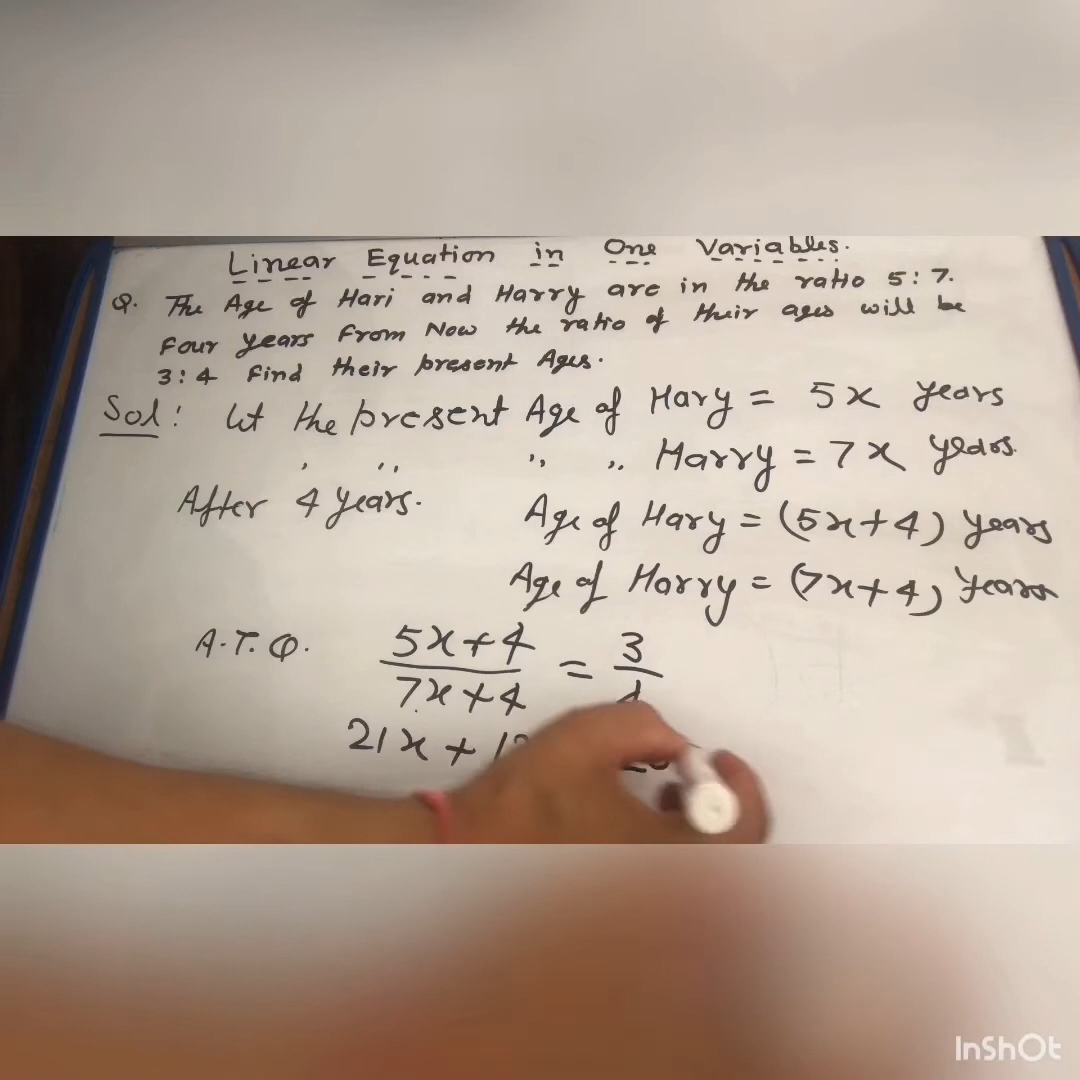 Linear Equation in One Variables.
Q. The Age of Hari and Harry are in the ratio 5:7.
Four years From Now the ratio of their ages will be
3:4 Find their present Ages.
Sol: let the present Age of Hary = 5x years
" " " " Harry = 7x years.
After 4 years. Age of Hary = (5x+4) years
Age of Harry = (7x+4) years
A.T.Q. 5x+4 / 7x+4 = 3 / 4
21x +
InShOt